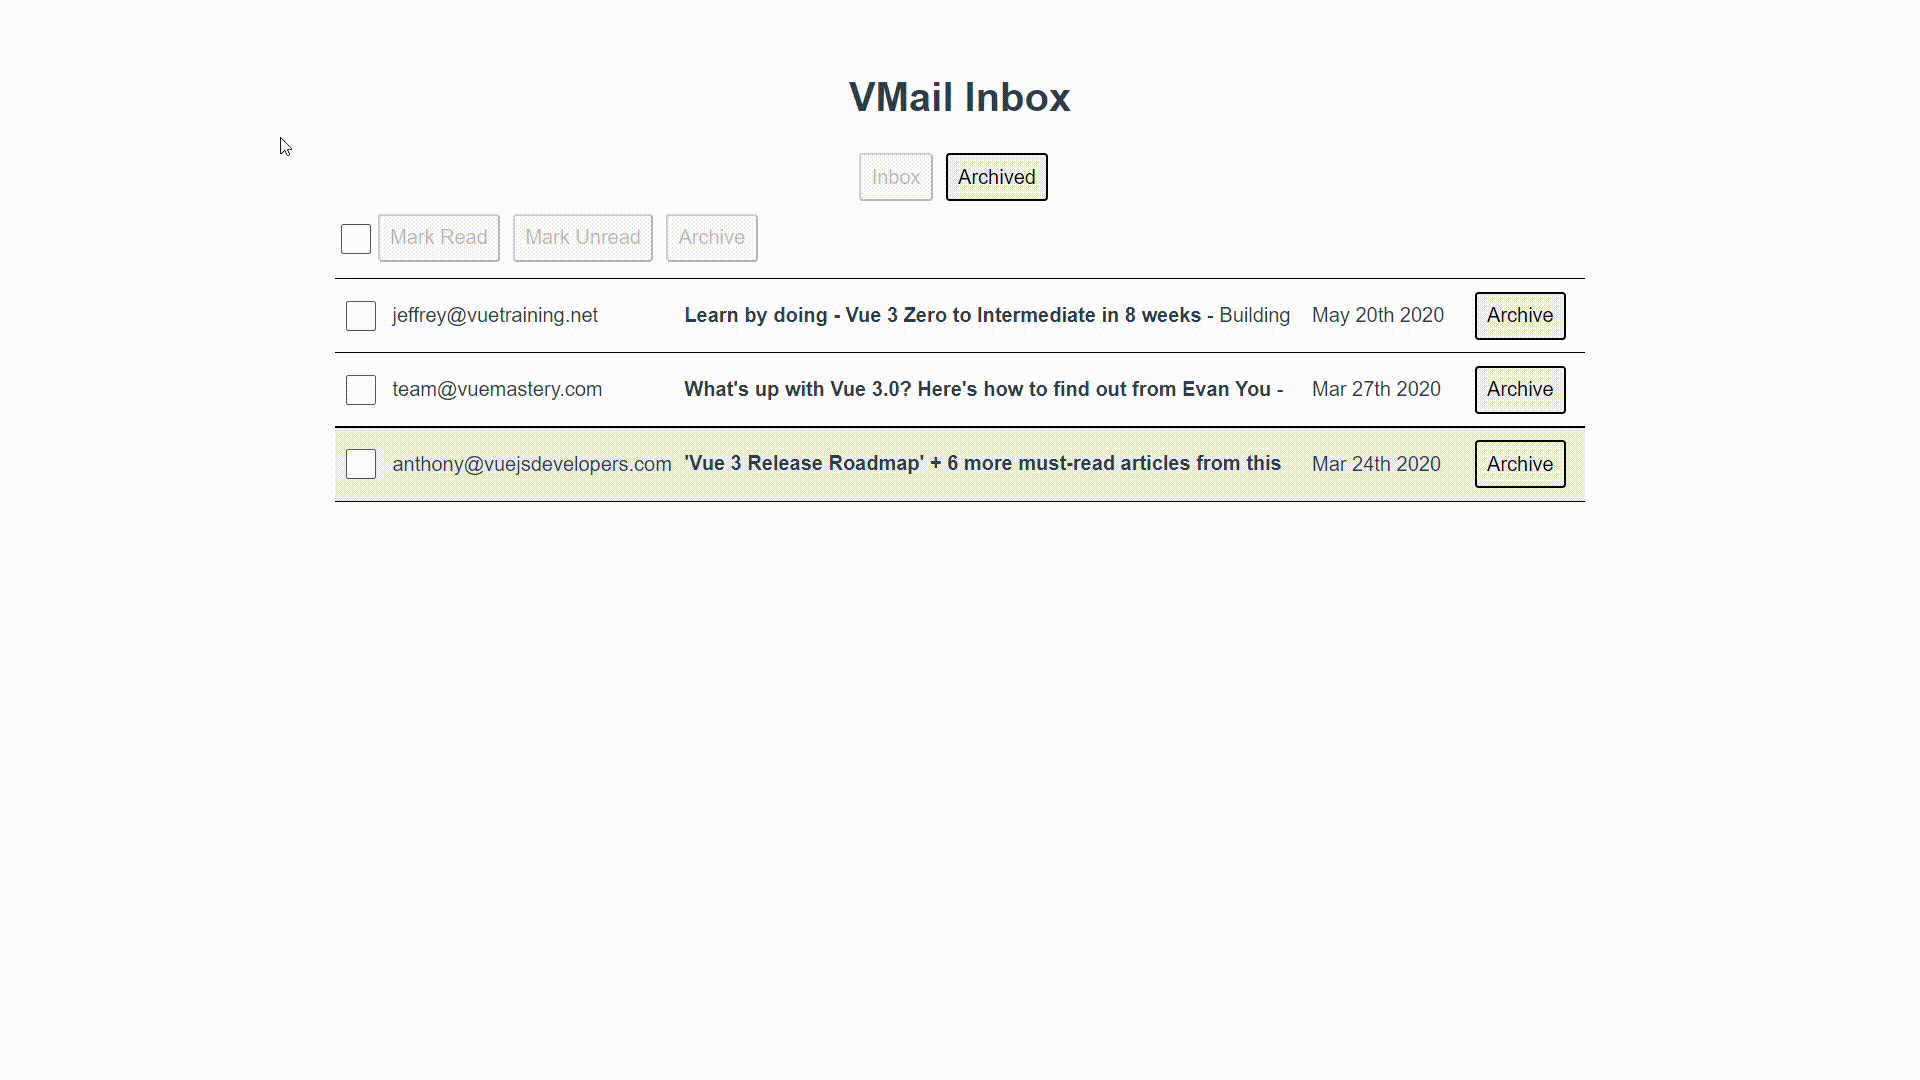 VMail Inbox
Inbox Archived
Mark Read Mark Unread Archive
jeffrey@vuetraining.net Learn by doing - Vue 3 Zero to Intermediate in 8 weeks - Building May 20th 2020 Archive
team@vuemastery.com What's up with Vue 3.0? Here's how to find out from Evan You - Mar 27th 2020 Archive
anthony@vuejsdevelopers.com 'Vue 3 Release Roadmap' + 6 more must-read articles from this Mar 24th 2020 Archive